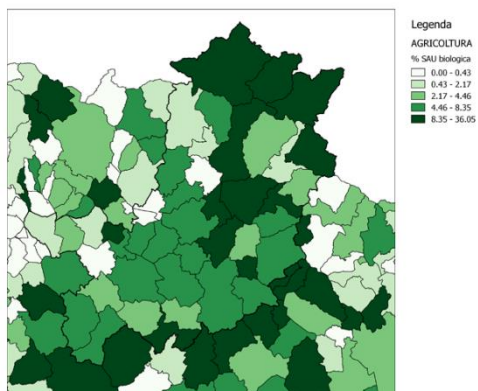 Legenda
AGRICOLTURA
% SAU biologica
0.00 - 0.43
0.43 - 2.17
2.17 - 4.46
4.46 - 8.35
8.35 - 36.05